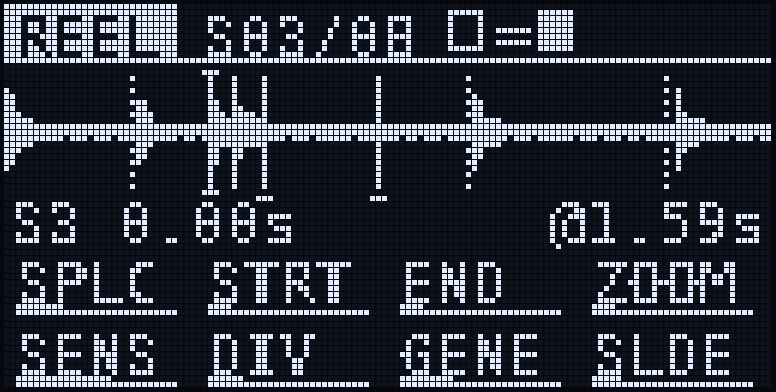 REEL S03/08 □=■
S3 0.00s @1.59s
SPLC STRT END ZOOM
SENS DIV GENE SLDE